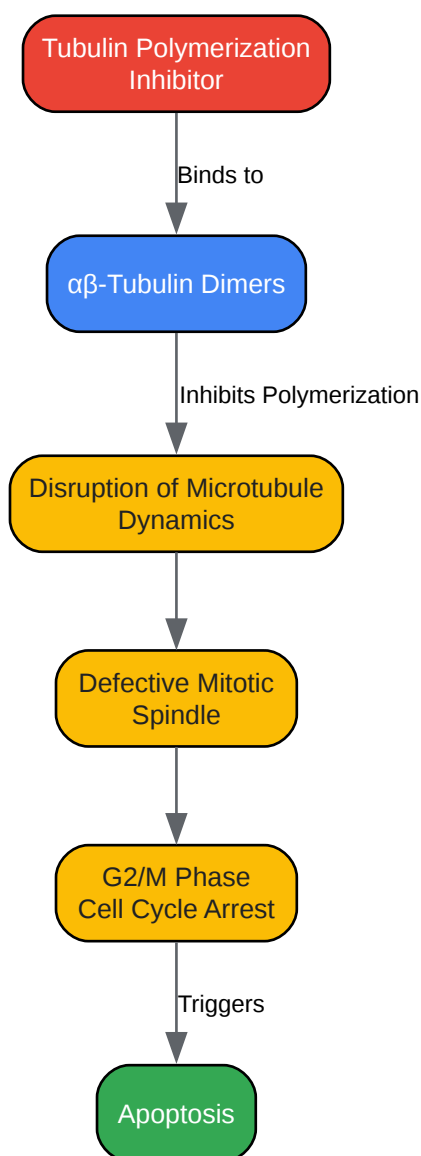 Tubulin Polymerization
Inhibitor
Binds to
αβ-Tubulin Dimers
Inhibits Polymerization
Disruption of Microtubule
Dynamics
Defective Mitotic
Spindle
G2/M Phase
Cell Cycle Arrest
Triggers
Apoptosis